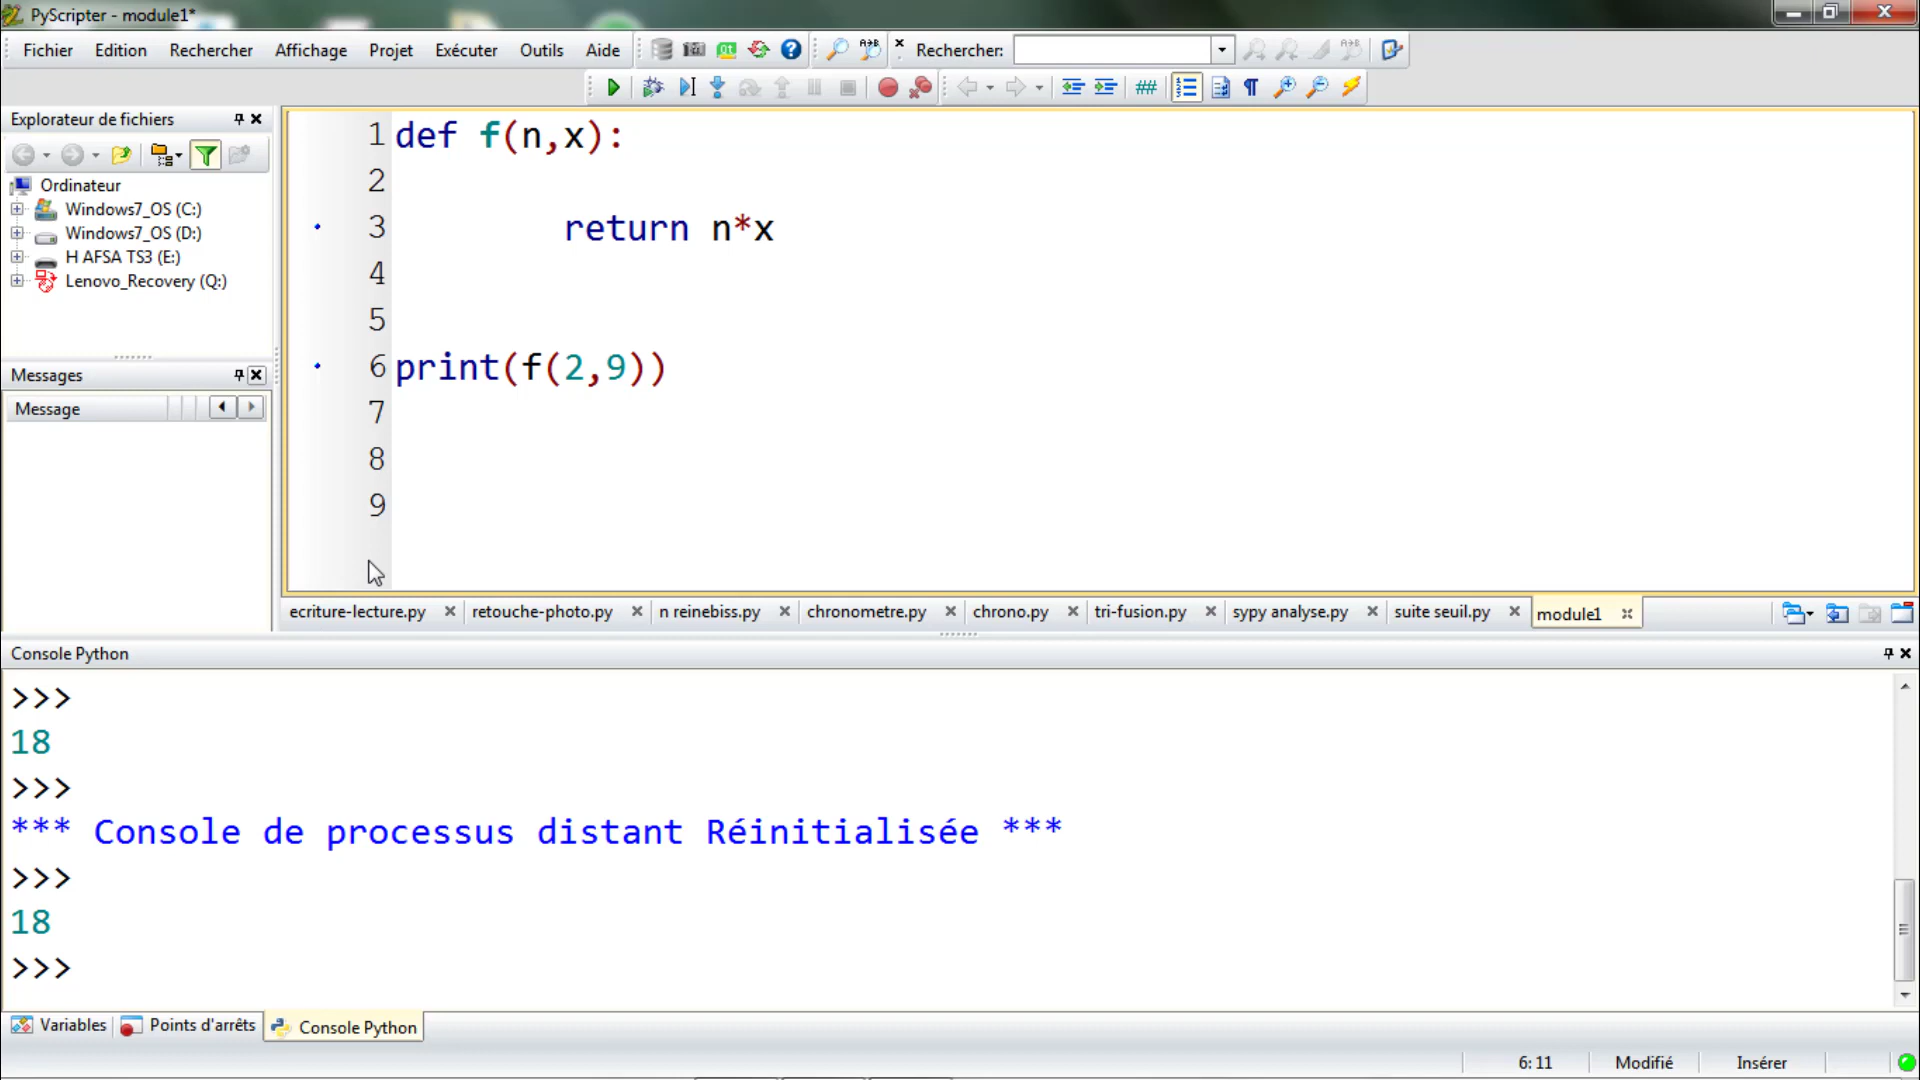 PyScripter - module1*
Fichier Edition Rechercher Affichage Projet Exécuter Outils Aide Rechercher:
Explorateur de fichiers
Ordinateur
Windows7_OS (C:)
Windows7_OS (D:)
H AFSA TS3 (E:)
Lenovo_Recovery (Q:)
Messages
Message
1 def f(n,x):
2
3 return n*x
4
5
6 print(f(2,9))
7
8
9
ecriture-lecture.py retouche-photo.py n reinebiss.py chronometre.py chrono.py tri-fusion.py sypy analyse.py suite seuil.py module1
Console Python
>>>
18
>>>
*** Console de processus distant Réinitialisée ***
>>>
18
>>>
Variables Points d'arrêts Console Python
6: 11 Modifié Insérer